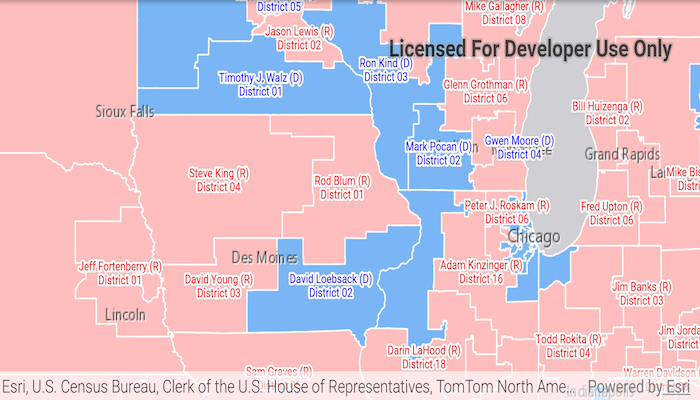 District 05
Mike Gallagher (R)
District 08
Jason Lewis (R)
District 02
Licensed For Developer Use Only
Ron Kind (D)
District 03
Timothy J. Walz (D)
District 01
Glenn Grothman (R)
District 06
Sioux Falls
Bill Huizenga (R)
District 02
Mark Pocan (D)
District 02
Gwen Moore (D)
District 04
Grand Rapids
Steve King (R)
District 04
Rod Blum (R)
District 01
Mike Bis
District
Peter J. Roskam (R)
District 06
Fred Upton (R)
District 06
Chicago
Des Moines
Jeff Fortenberry (R)
District 01
David Young (R)
District 03
David Loebsack (D)
District 02
Adam Kinzinger (R)
District 16
Jim Banks (R)
District 03
Lincoln
Todd Rokita (R)
District 04
Jim Jorda
District
Darin LaHood (R)
District 18
Sam Graves (R)
Warren Davidson
Esri, U.S. Census Bureau, Clerk of the U.S. House of Representatives, TomTom North Ame...
Powered by Esri
Indianapolis